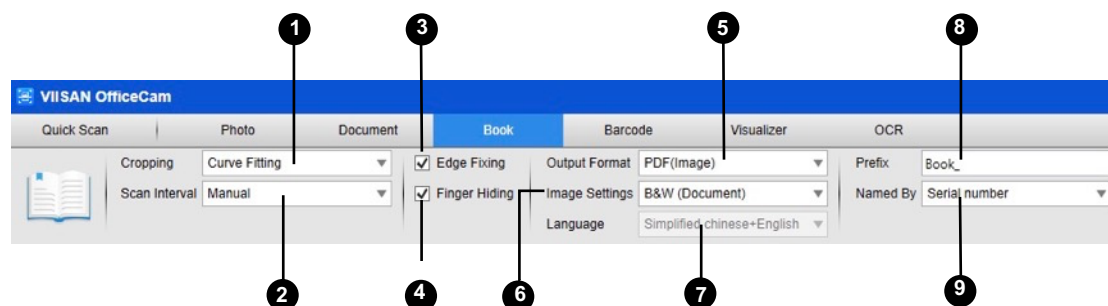 1 3 5 8
VIISAN OfficeCam
Quick Scan Photo Document Book Barcode Visualizer OCR
Cropping Curve Fitting Edge Fixing Output Format PDF(Image) Prefix Book_
Scan Interval Manual Finger Hiding Image Settings B&W (Document) Named By Serial number
Language Simplified chinese+English
2 4 6 7 9